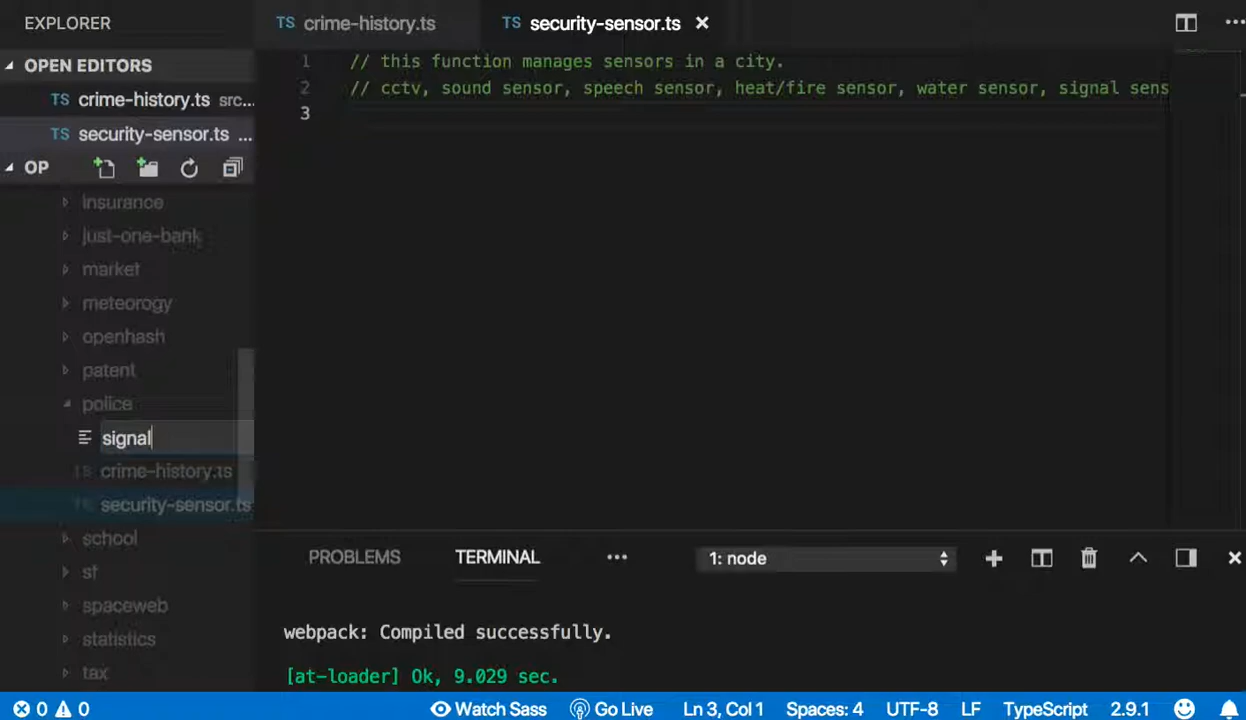 EXPLORER
TS crime-history.ts
TS security-sensor.ts
OPEN EDITORS
TS crime-history.ts src...
TS security-sensor.ts ...
OP
insurance
just-one-bank
market
meteorogy
openhash
patent
police
signal
crime-history.ts
security-sensor.ts
school
sf
spaceweb
statistics
tax
1 // this function manages sensors in a city.
2 // cctv, sound sensor, speech sensor, heat/fire sensor, water sensor, signal sens
3
PROBLEMS TERMINAL ... 1: node
webpack: Compiled successfully.
[at-loader] Ok, 9.029 sec.
0 0 Watch Sass Go Live Ln 3, Col 1 Spaces: 4 UTF-8 LF TypeScript 2.9.1